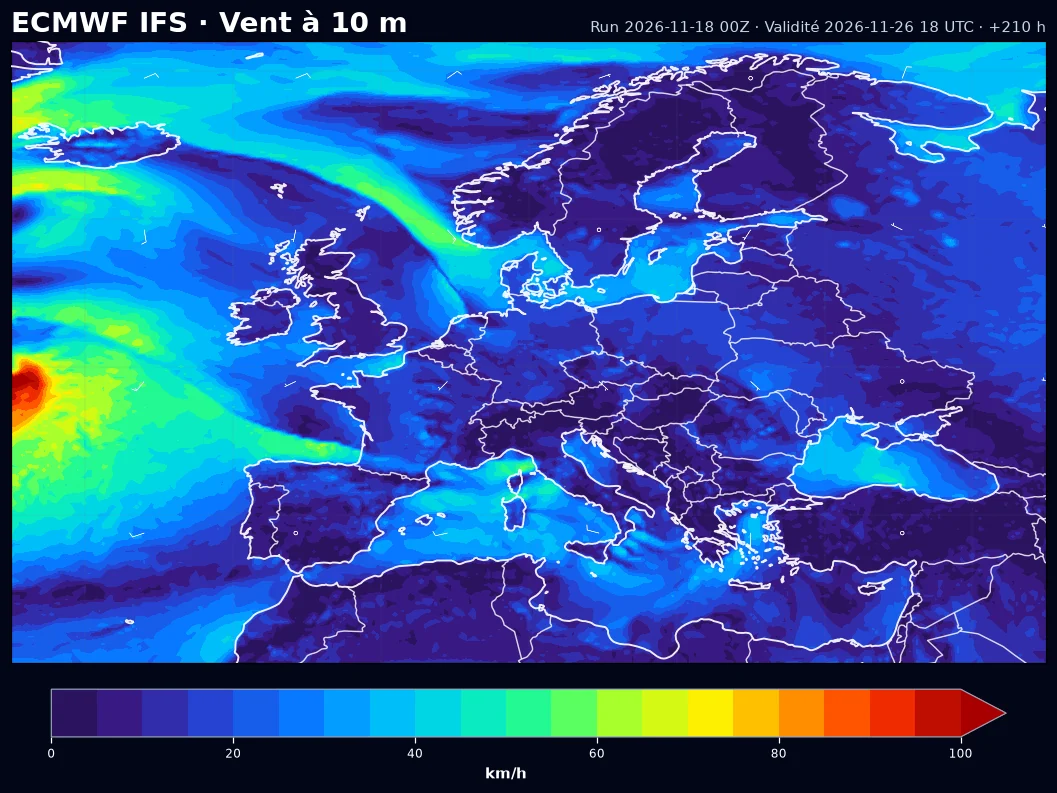 ECMWF IFS · Vent à 10 m
Run 2026-11-18 00Z · Validité 2026-11-26 18 UTC · +210 h
0 20 40 60 80 100
km/h